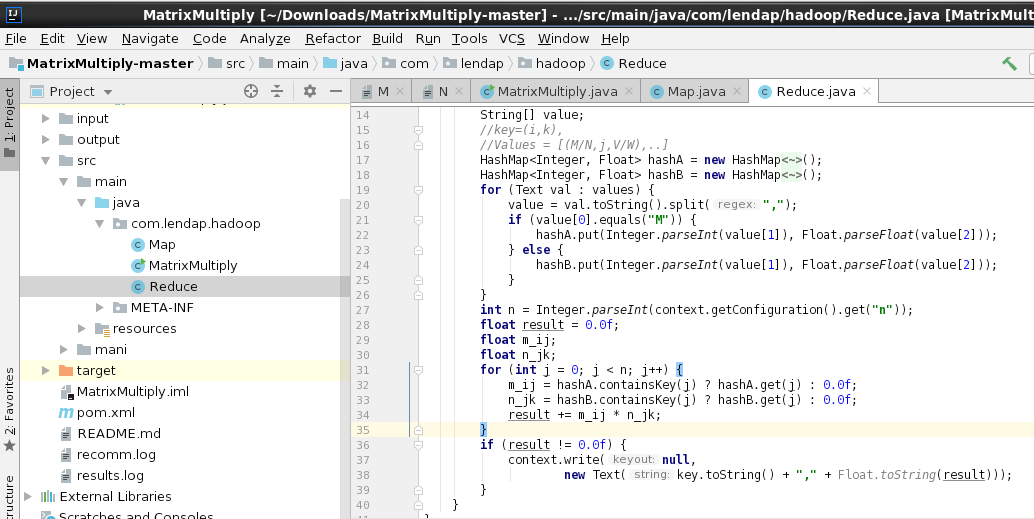 MatrixMultiply [~/Downloads/MatrixMultiply-master] - .../src/main/java/com/lendap/hadoop/Reduce.java [MatrixMult
File Edit View Navigate Code Analyze Refactor Build Run Tools VCS Window Help
MatrixMultiply-master src main java com lendap hadoop Reduce
Project
M N MatrixMultiply.java Map.java Reduce.java
1: Project
2: Favorites
input
output
src
main
java
com.lendap.hadoop
Map
MatrixMultiply
Reduce
META-INF
resources
mani
target
MatrixMultiply.iml
pom.xml
README.md
recomm.log
results.log
External Libraries
Scratches and Consoles
14 String[] value;
15 //key=(i,k),
16 //Values = [(M/N,j,V/W),..]
17 HashMap<Integer, Float> hashA = new HashMap<~>();
18 HashMap<Integer, Float> hashB = new HashMap<~>();
19 for (Text val : values) {
20 value = val.toString().split( regex: ",");
21 if (value[0].equals("M")) {
22 hashA.put(Integer.parseInt(value[1]), Float.parseFloat(value[2]));
23 } else {
24 hashB.put(Integer.parseInt(value[1]), Float.parseFloat(value[2]));
25 }
26 }
27 int n = Integer.parseInt(context.getConfiguration().get("n"));
28 float result = 0.0f;
29 float m_ij;
30 float n_jk;
31 for (int j = 0; j < n; j++) {
32 m_ij = hashA.containsKey(j) ? hashA.get(j) : 0.0f;
33 n_jk = hashB.containsKey(j) ? hashB.get(j) : 0.0f;
34 result += m_ij * n_jk;
35 }
36 if (result != 0.0f) {
37 context.write( keyout: null,
38 new Text( string: key.toString() + "," + Float.toString(result)));
39 }
40 }